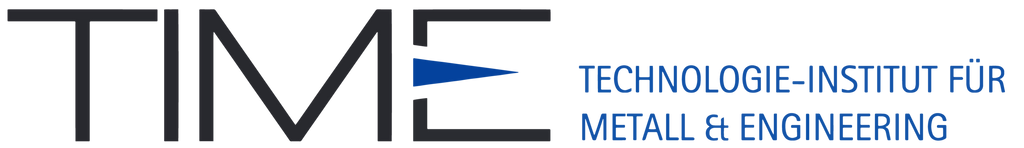 TIME
TECHNOLOGIE-INSTITUT FÜR
METALL & ENGINEERING